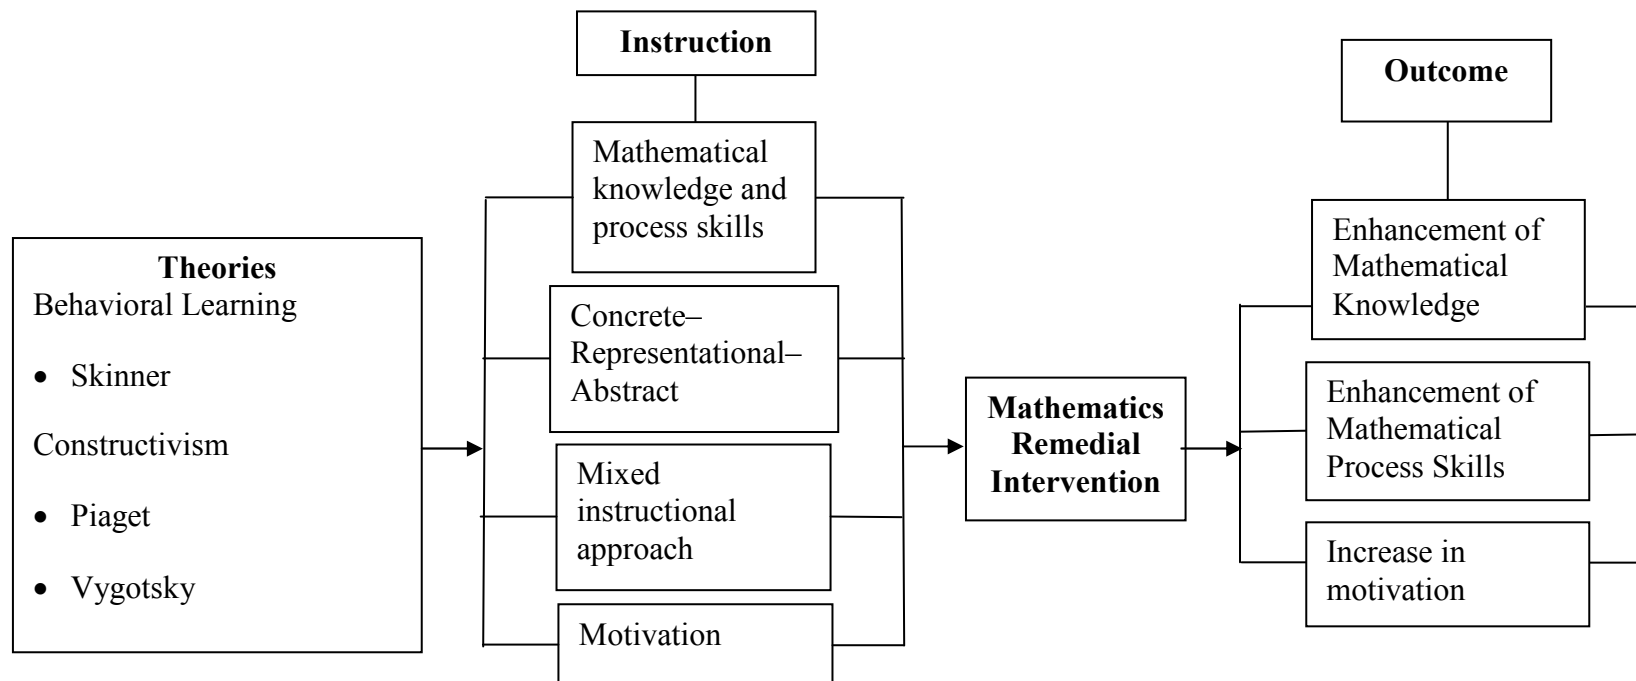 Theories
Behavioral Learning
• Skinner
Constructivism
• Piaget
• Vygotsky
Instruction
Mathematical
knowledge and
process skills
Concrete–
Representational–
Abstract
Mixed
instructional
approach
Motivation
Mathematics
Remedial
Intervention
Outcome
Enhancement of
Mathematical
Knowledge
Enhancement of
Mathematical
Process Skills
Increase in
motivation